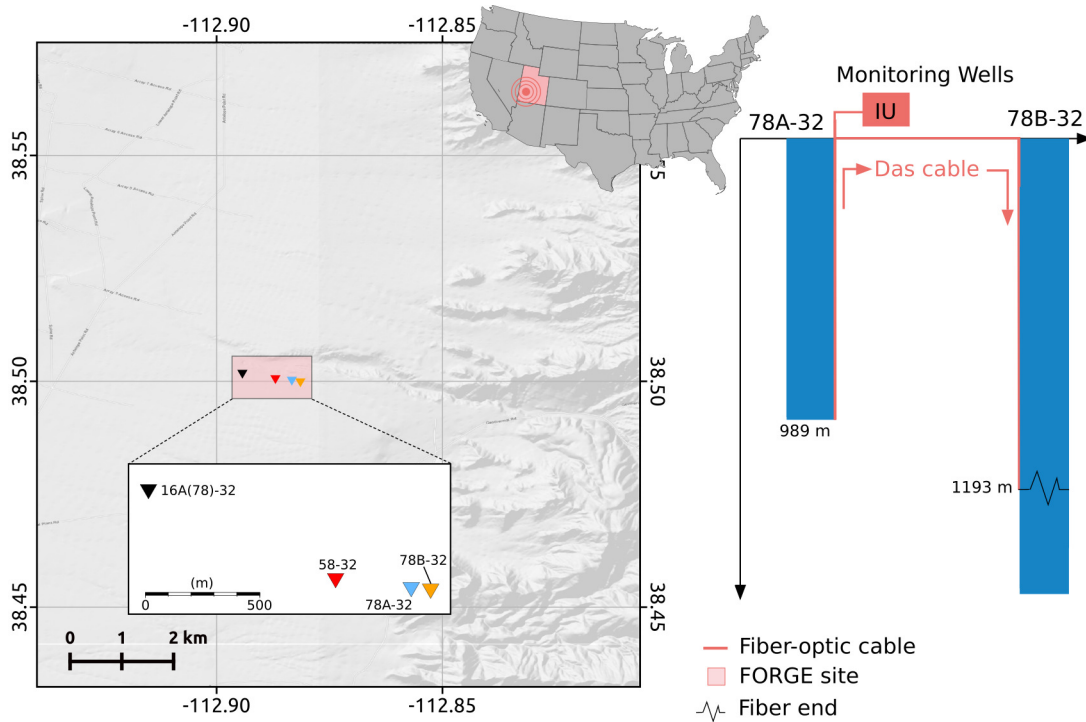 -112.90
-112.85
38.55
55
38.50
38.50
38.45
38.45
-112.90
-112.85
16A(78)-32
58-32
78B-32
78A-32
(m)
0
500
0 1 2 km
Monitoring Wells
78A-32
IU
78B-32
Das cable
989 m
1193 m
Fiber-optic cable
FORGE site
Fiber end